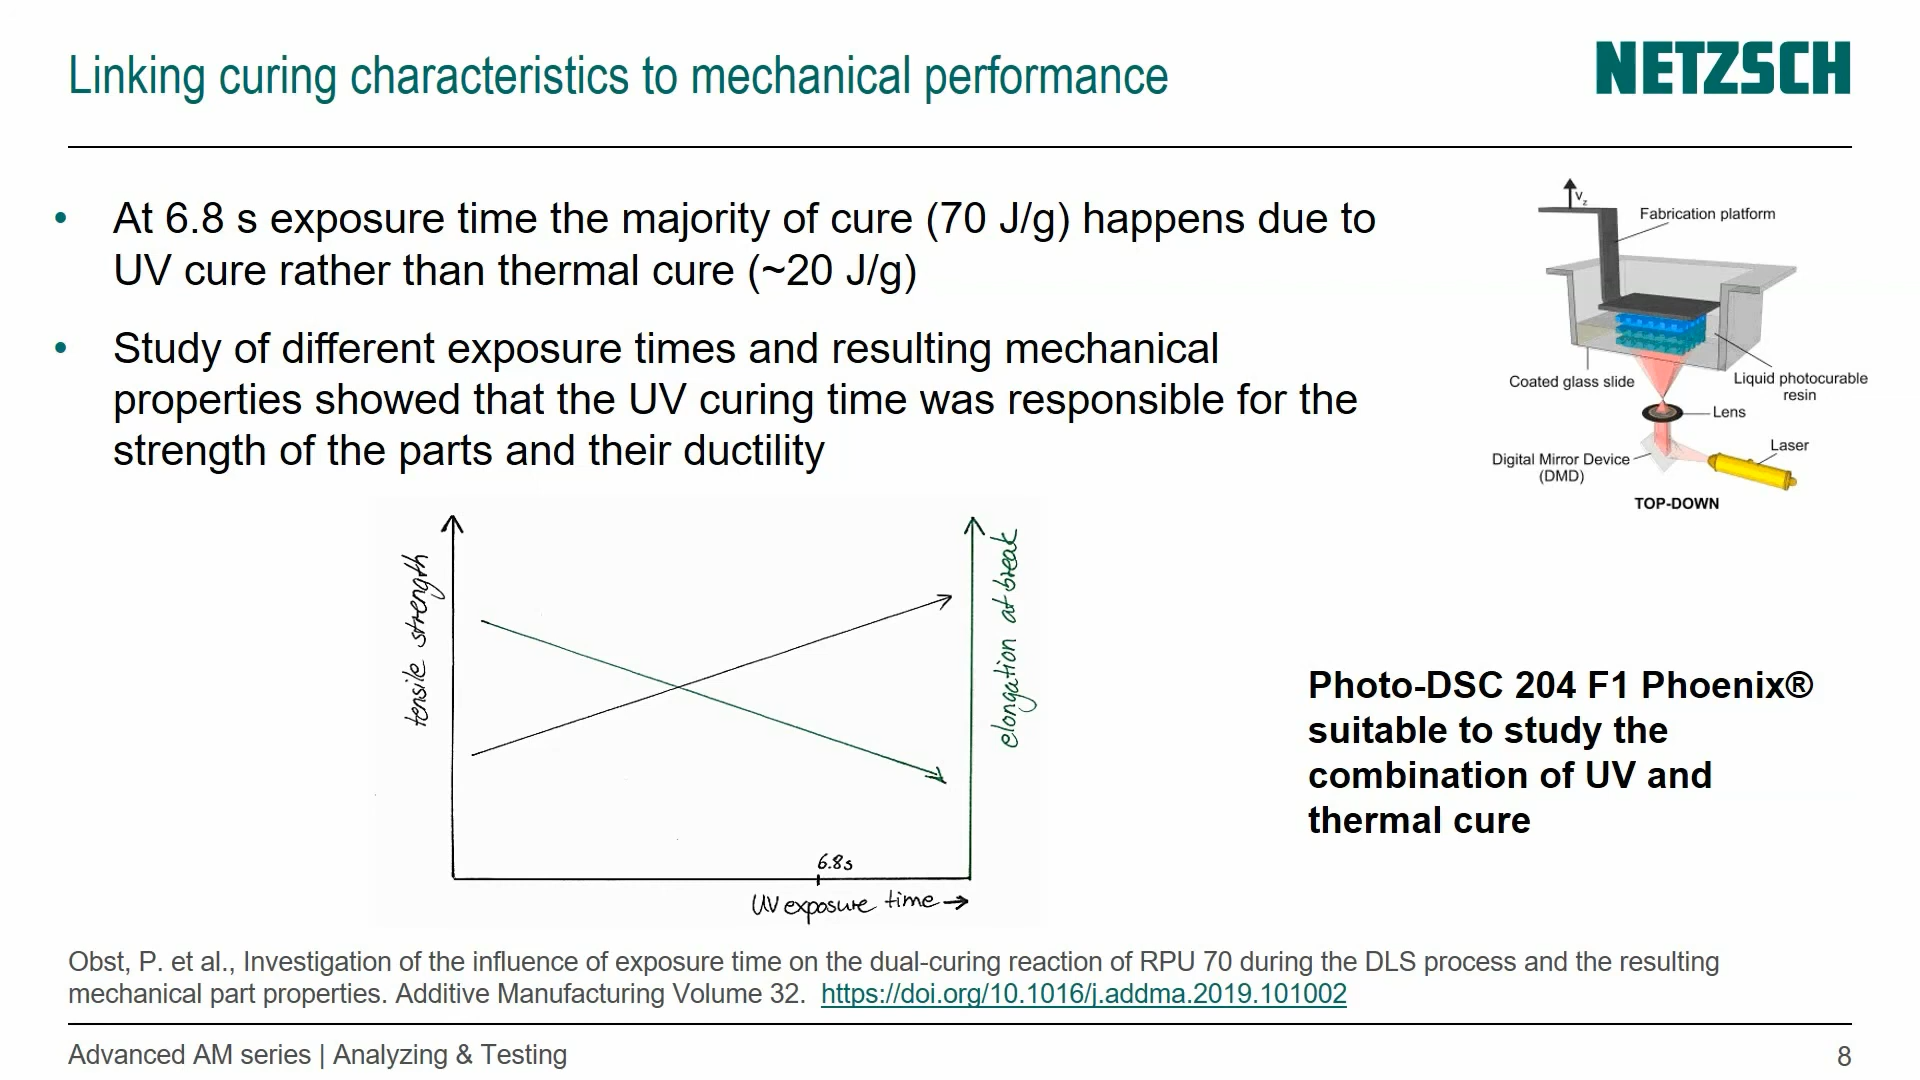 Linking curing characteristics to mechanical performance
NETZSCH
• At 6.8 s exposure time the majority of cure (70 J/g) happens due to
UV cure rather than thermal cure (~20 J/g)
• Study of different exposure times and resulting mechanical
properties showed that the UV curing time was responsible for the
strength of the parts and their ductility
Vz
Fabrication platform
Coated glass slide
Liquid photocurable
resin
Lens
Laser
Digital Mirror Device
(DMD)
TOP-DOWN
tensile strength
elongation at break
6.8s
UV exposure time →
Photo-DSC 204 F1 Phoenix®
suitable to study the
combination of UV and
thermal cure
Obst, P. et al., Investigation of the influence of exposure time on the dual-curing reaction of RPU 70 during the DLS process and the resulting
mechanical part properties. Additive Manufacturing Volume 32. https://doi.org/10.1016/j.addma.2019.101002
Advanced AM series | Analyzing & Testing
8